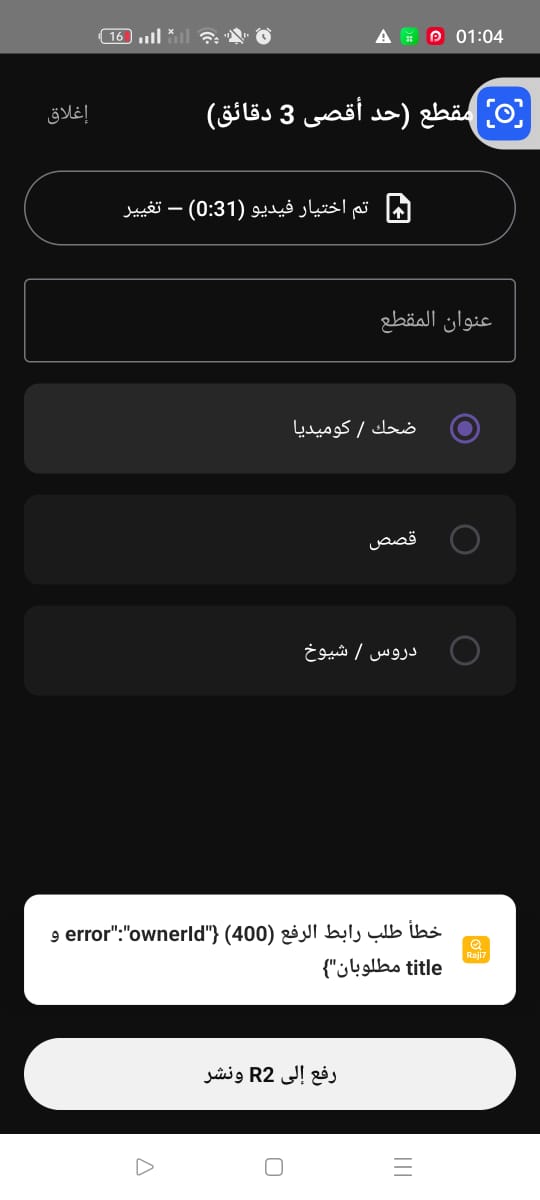 01:04
16
مقطع (حد أقصى 3 دقائق)
إغلاق
تم اختيار فيديو (0:31) – تغيير
عنوان المقطع
ضحك / كوميديا
قصص
دروس / شيوخ
خطأ طلب رابط الرفع (400) {"error":"ownerId و
title مطلوبان"}
Raji7
رفع إلى R2 ونشر